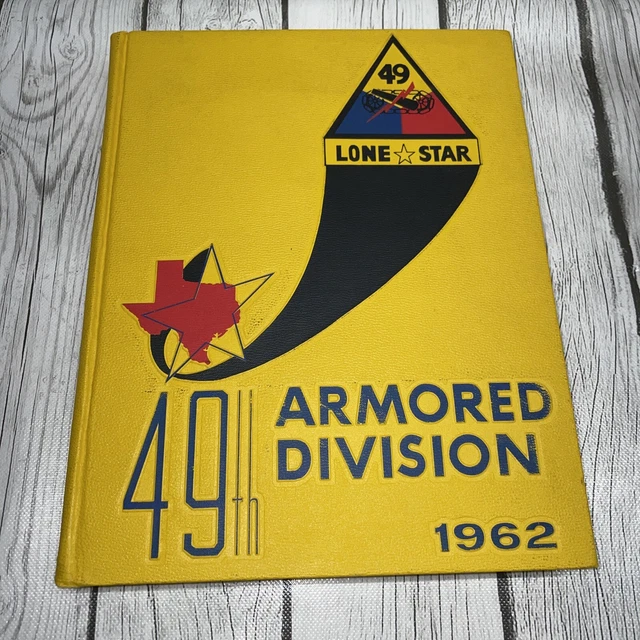 49
LONE ☆ STAR
49th ARMORED
DIVISION
1962